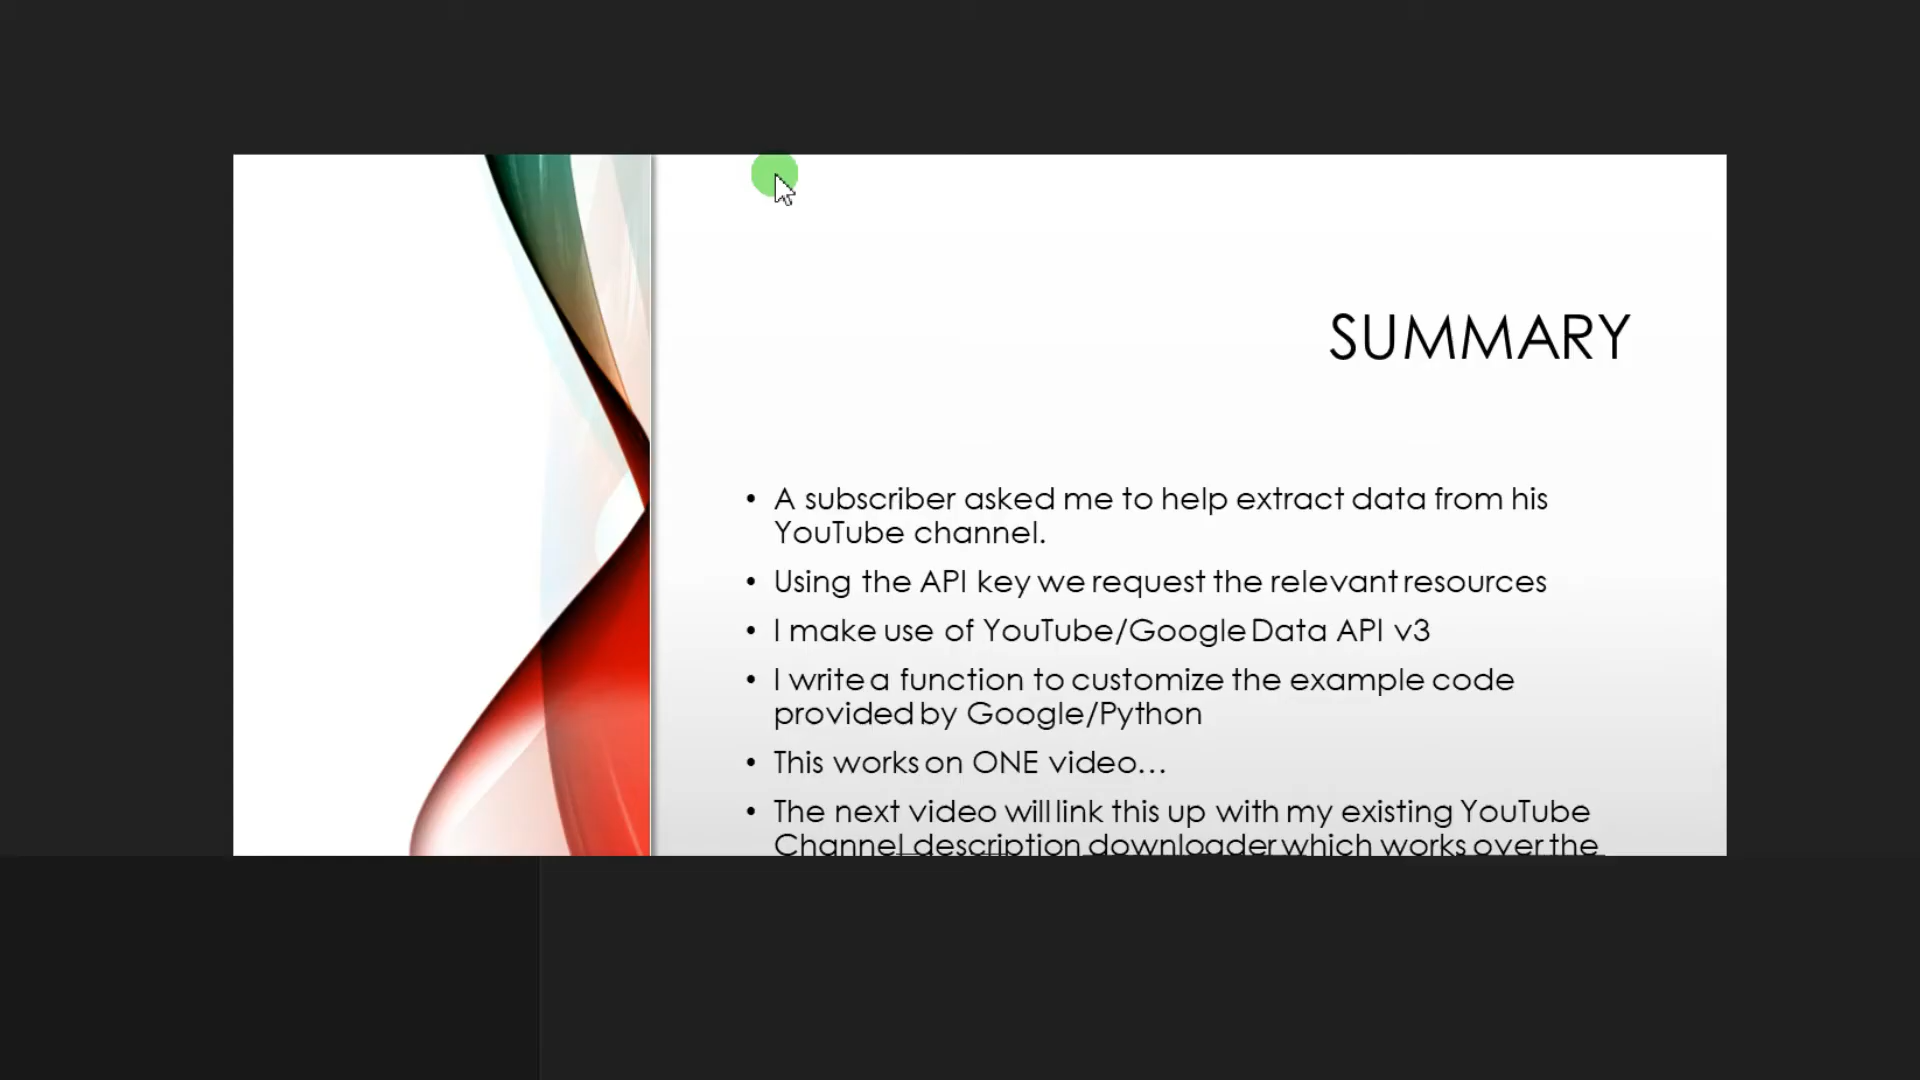 SUMMARY
• A subscriber asked me to help extract data from his
YouTube channel.
• Using the API key we request the relevant resources
• I make use of YouTube/Google Data API v3
• I write a function to customize the example code
provided by Google/Python
• This works on ONE video...
• The next video will link this up with my existing YouTube
Channel description downloader which works over the